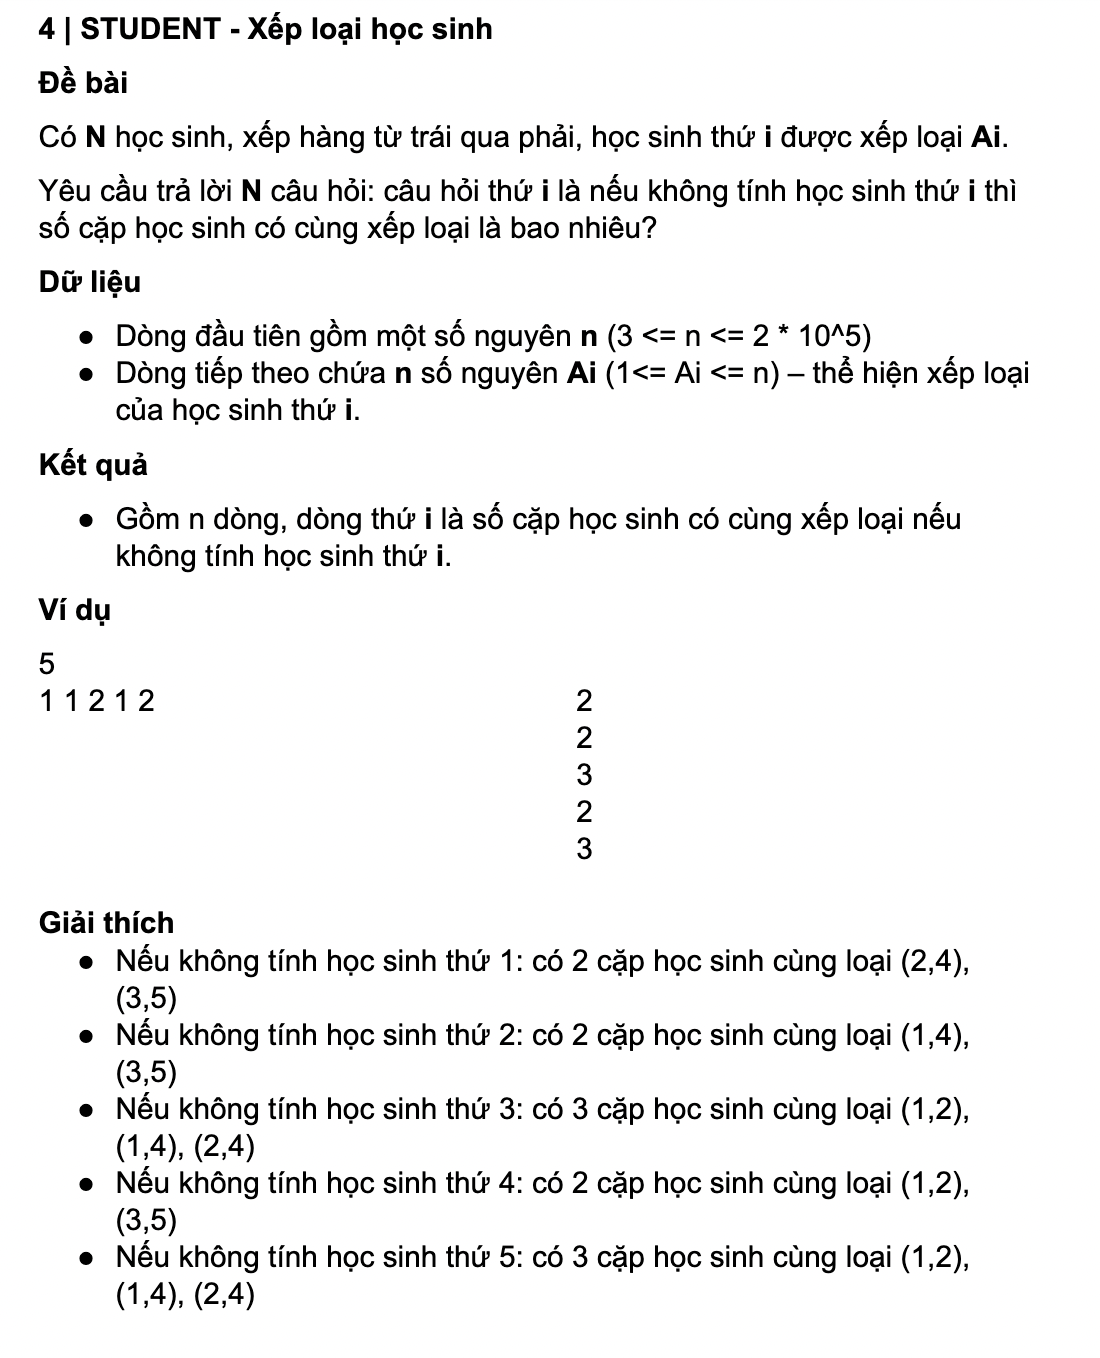 4 | STUDENT - Xếp loại học sinh
Đề bài
Có N học sinh, xếp hàng từ trái qua phải, học sinh thứ i được xếp loại Ai.
Yêu cầu trả lời N câu hỏi: câu hỏi thứ i là nếu không tính học sinh thứ i thì
số cặp học sinh có cùng xếp loại là bao nhiêu?
Dữ liệu
● Dòng đầu tiên gồm một số nguyên n (3 <= n <= 2 * 10^5)
● Dòng tiếp theo chứa n số nguyên Ai (1<= Ai <= n) – thể hiện xếp loại
của học sinh thứ i.
Kết quả
● Gồm n dòng, dòng thứ i là số cặp học sinh có cùng xếp loại nếu
không tính học sinh thứ i.
Ví dụ
5
1 1 2 1 2
2
2
3
2
3
Giải thích
● Nếu không tính học sinh thứ 1: có 2 cặp học sinh cùng loại (2,4),
(3,5)
● Nếu không tính học sinh thứ 2: có 2 cặp học sinh cùng loại (1,4),
(3,5)
● Nếu không tính học sinh thứ 3: có 3 cặp học sinh cùng loại (1,2),
(1,4), (2,4)
● Nếu không tính học sinh thứ 4: có 2 cặp học sinh cùng loại (1,2),
(3,5)
● Nếu không tính học sinh thứ 5: có 3 cặp học sinh cùng loại (1,2),
(1,4), (2,4)